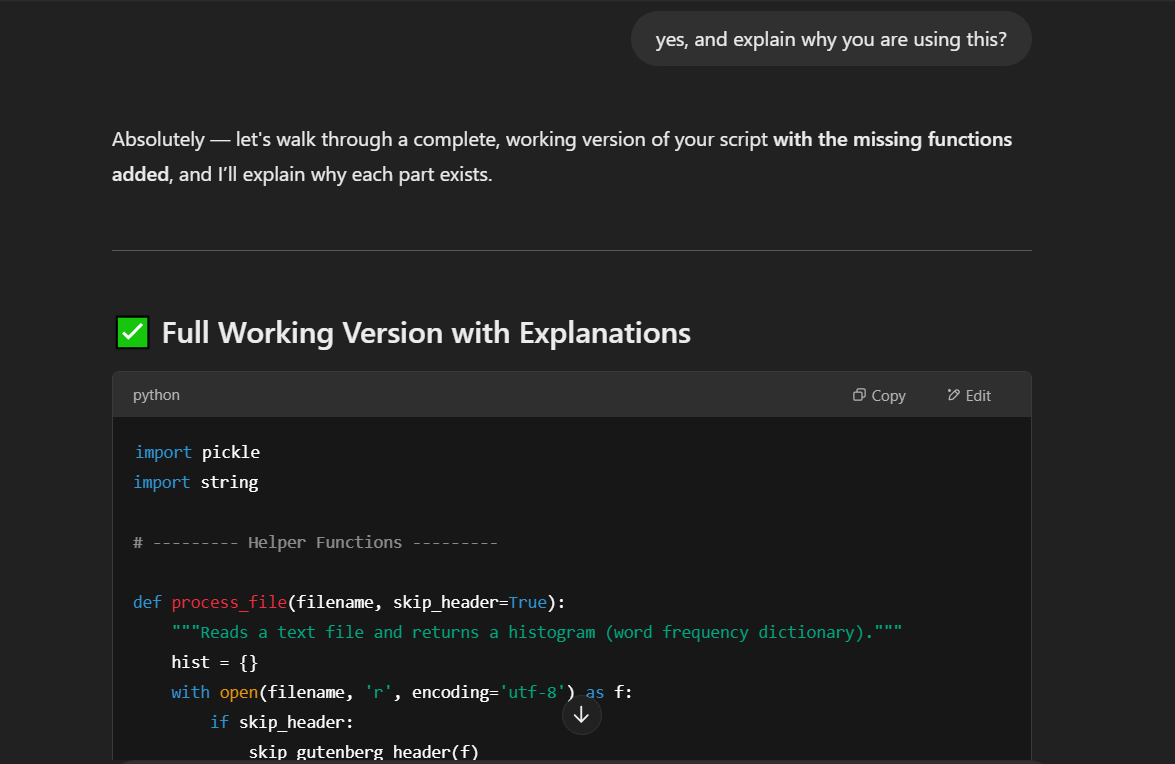 yes, and explain why you are using this?
Absolutely — let's walk through a complete, working version of your script with the missing functions
added, and I’ll explain why each part exists.
✅ Full Working Version with Explanations
python
Copy
Edit
import pickle
import string
# --------- Helper Functions ---------
def process_file(filename, skip_header=True):
"""Reads a text file and returns a histogram (word frequency dictionary)."""
hist = {}
with open(filename, 'r', encoding='utf-8') as f:
if skip_header:
skip_gutenberg_header(f)